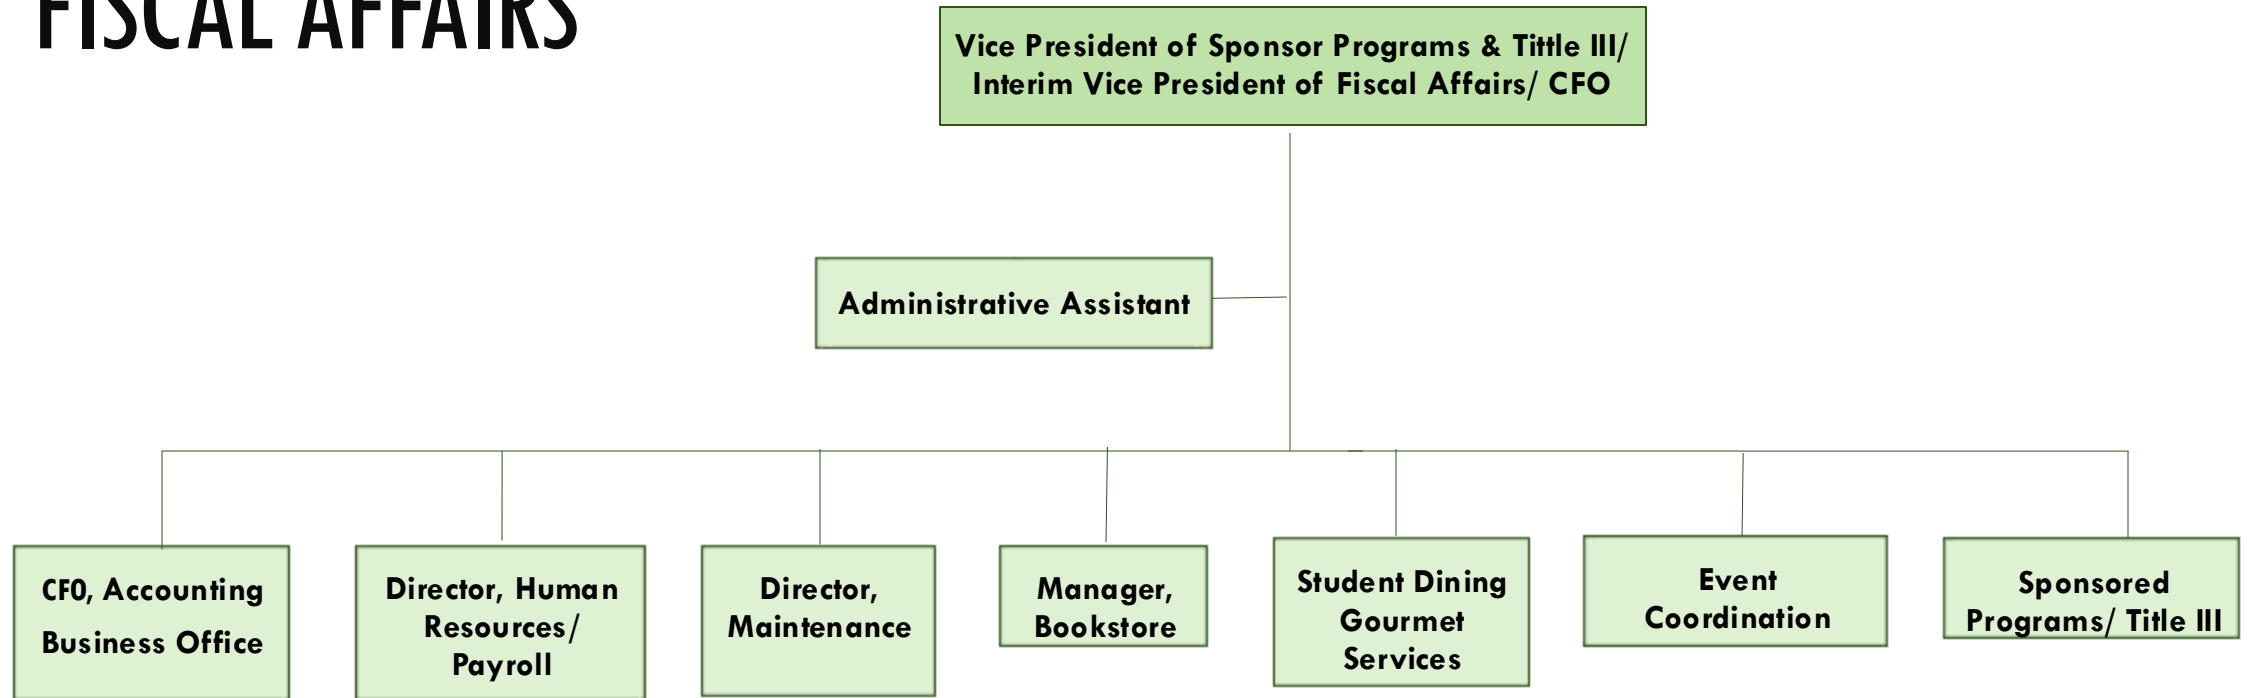 FISCAL AFFAIRS
Vice President of Sponsor Programs & Tittle III/
Interim Vice President of Fiscal Affairs/ CFO
Administrative Assistant
CF0, Accounting
Business Office
Director, Human
Resources/
Payroll
Director,
Maintenance
Manager,
Bookstore
Student Dining
Gourmet
Services
Event
Coordination
Sponsored
Programs/ Title III